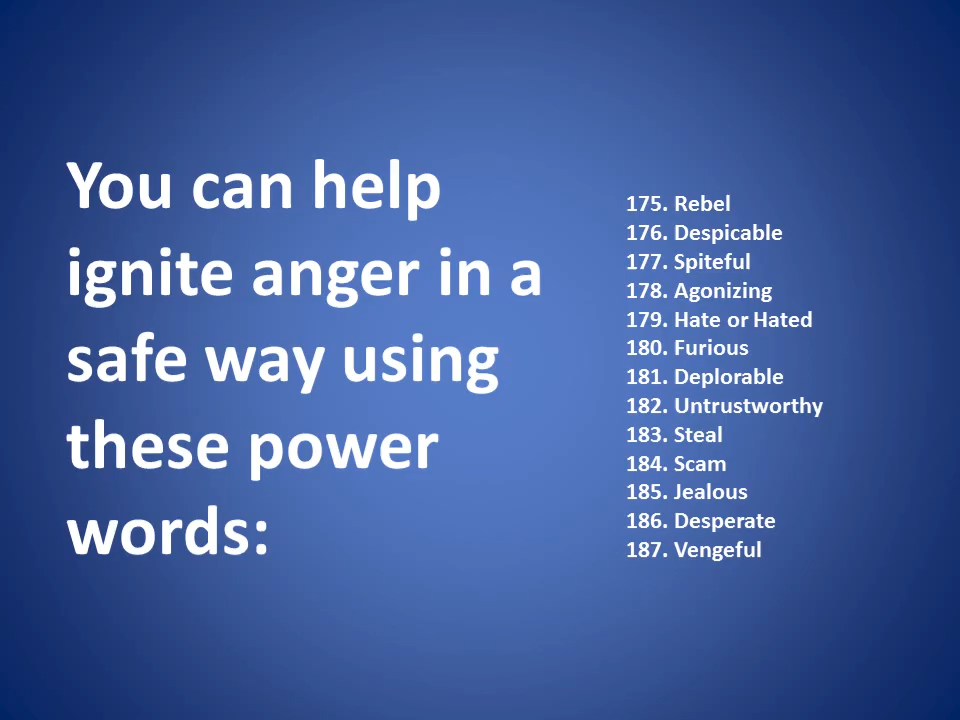 You can help
ignite anger in a
safe way using
these power
words:
175. Rebel
176. Despicable
177. Spiteful
178. Agonizing
179. Hate or Hated
180. Furious
181. Deplorable
182. Untrustworthy
183. Steal
184. Scam
185. Jealous
186. Desperate
187. Vengeful